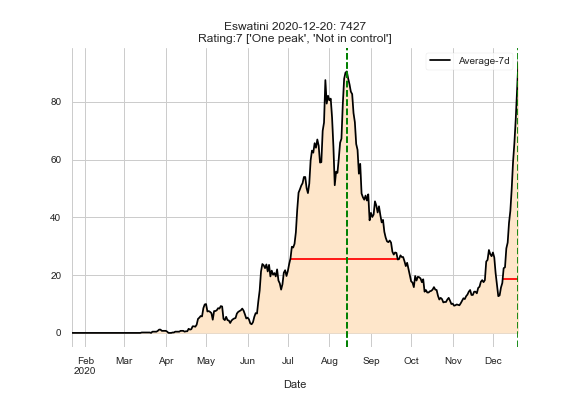 Eswatini 2020-12-20: 7427
Rating:7 ['One peak', 'Not in control']
Average-7d
80
60
40
20
0
Feb Mar Apr May Jun Jul Aug Sep Oct Nov Dec
2020
Date